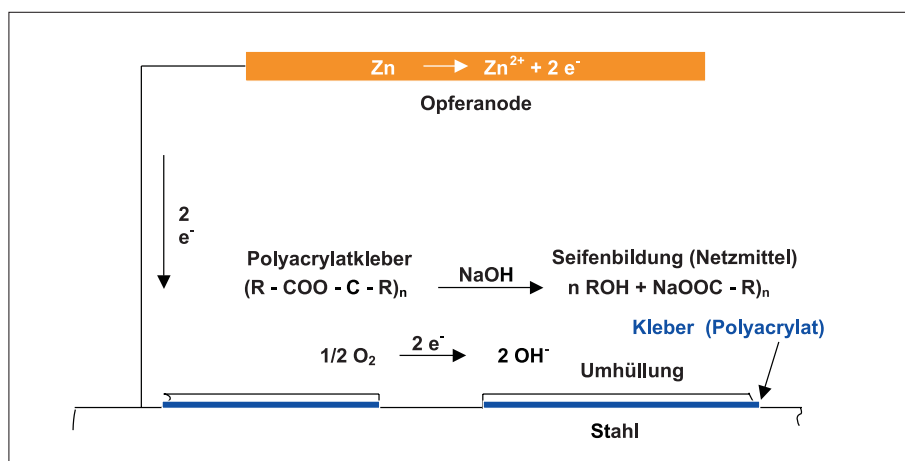 Zn → Zn²⁺ + 2 e⁻
Opferanode
2
e⁻
Polyacrylatkleber
(R - COO - C - R)ₙ
NaOH
Seifenbildung (Netzmittel)
n ROH + NaOOC - R)ₙ
Kleber (Polyacrylat)
1/2 O₂
2 e⁻
2 OH⁻
Umhüllung
Stahl